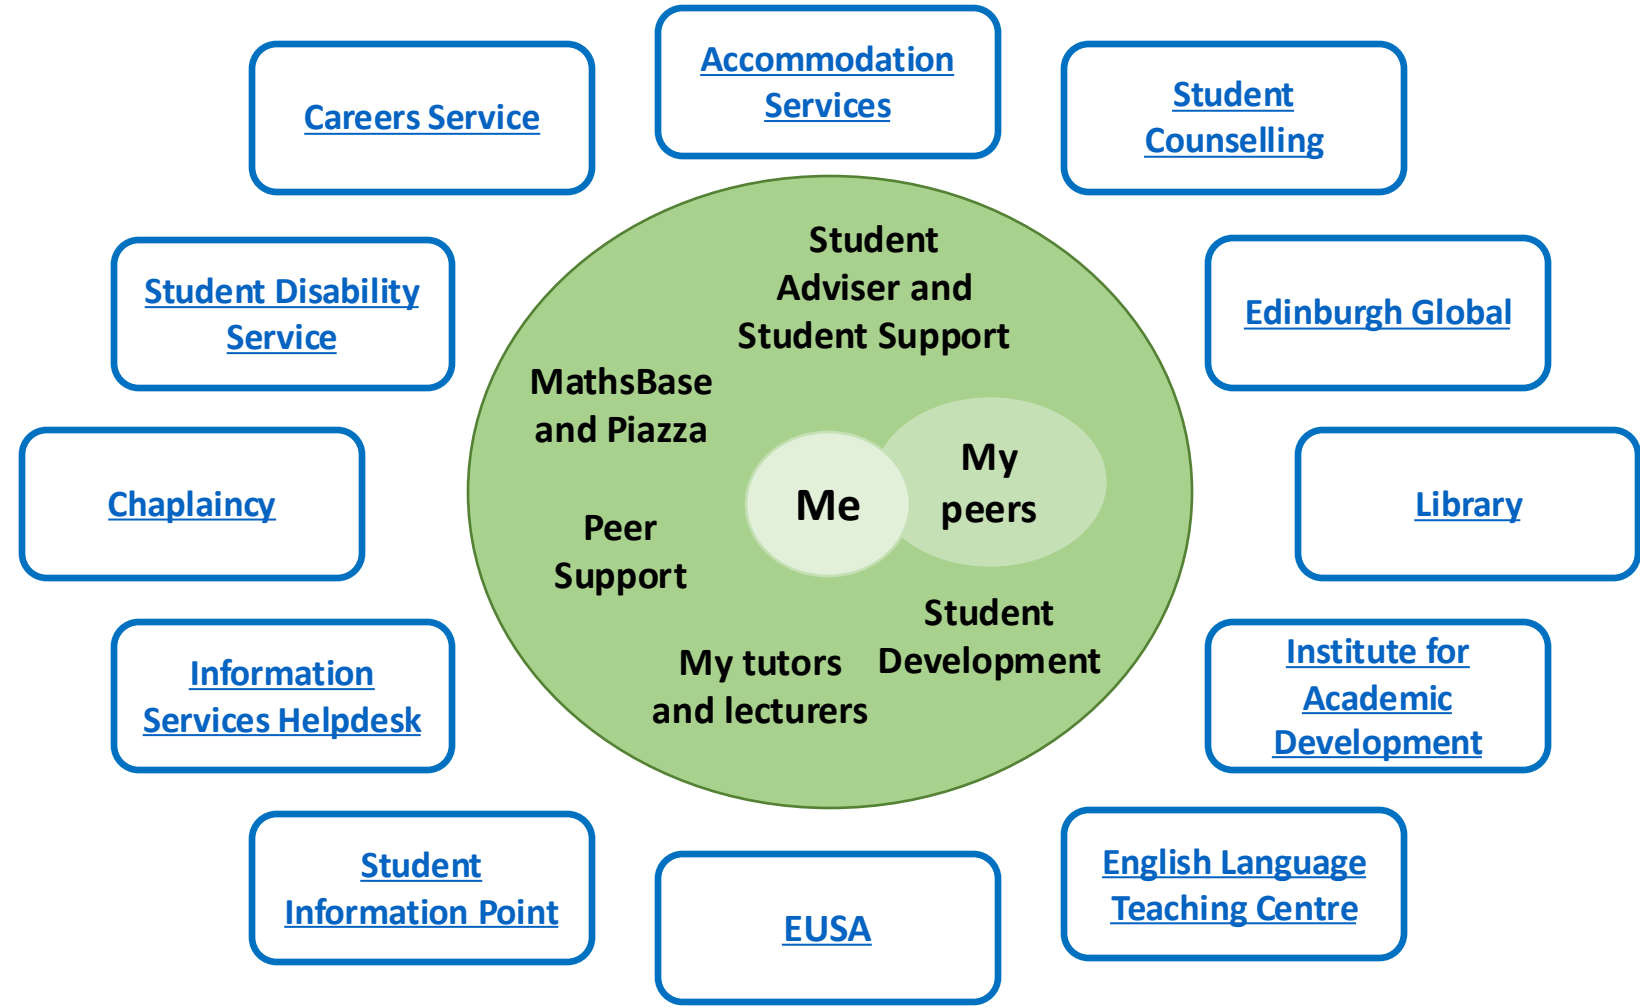 Accommodation
Services
Careers Service
Student
Counselling
Student Disability
Service
Student
Adviser and
Student Support
Edinburgh Global
MathsBase
and Piazza
Chaplaincy
Me
My
peers
Library
Peer
Support
Information
Services Helpdesk
My tutors
and lecturers
Student
Development
Institute for
Academic
Development
Student
Information Point
EUSA
English Language
Teaching Centre